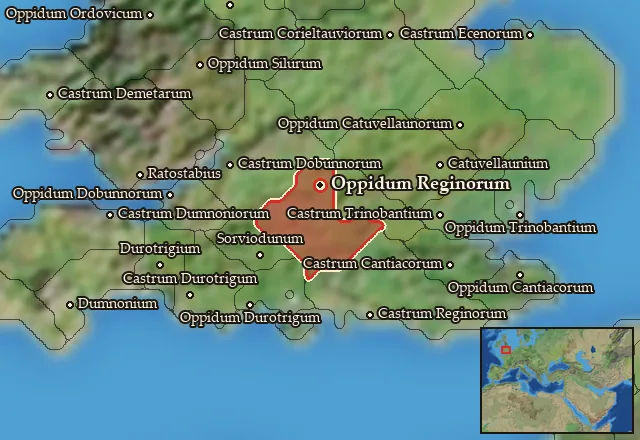 Oppidum Ordovicum
Castrum Corieltauviorum
Castrum Ecenorum
Oppidum Silurum
Castrum Demetarum
Oppidum Catuvellaunorum
Castrum Dobunnorum
Catuvellaunium
Ratostabius
Oppidum Reginorum
Oppidum Dobunnorum
Castrum Dumnoniorum
Castrum Trinobantium
Oppidum Trinobantium
Sorviodunum
Durotrigium
Castrum Cantiacorum
Castrum Durotrigum
Oppidum Cantiacorum
Dumnonium
Oppidum Durotrigum
Castrum Reginorum